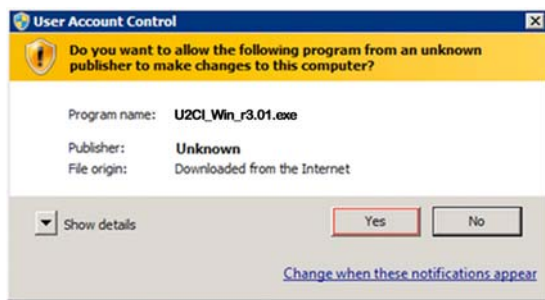 User Account Control
Do you want to allow the following program from an unknown
publisher to make changes to this computer?
Program name: U2CI_Win_r3.01.exe
Publisher: Unknown
File origin: Downloaded from the Internet
Show details Yes No
Change when these notifications appear